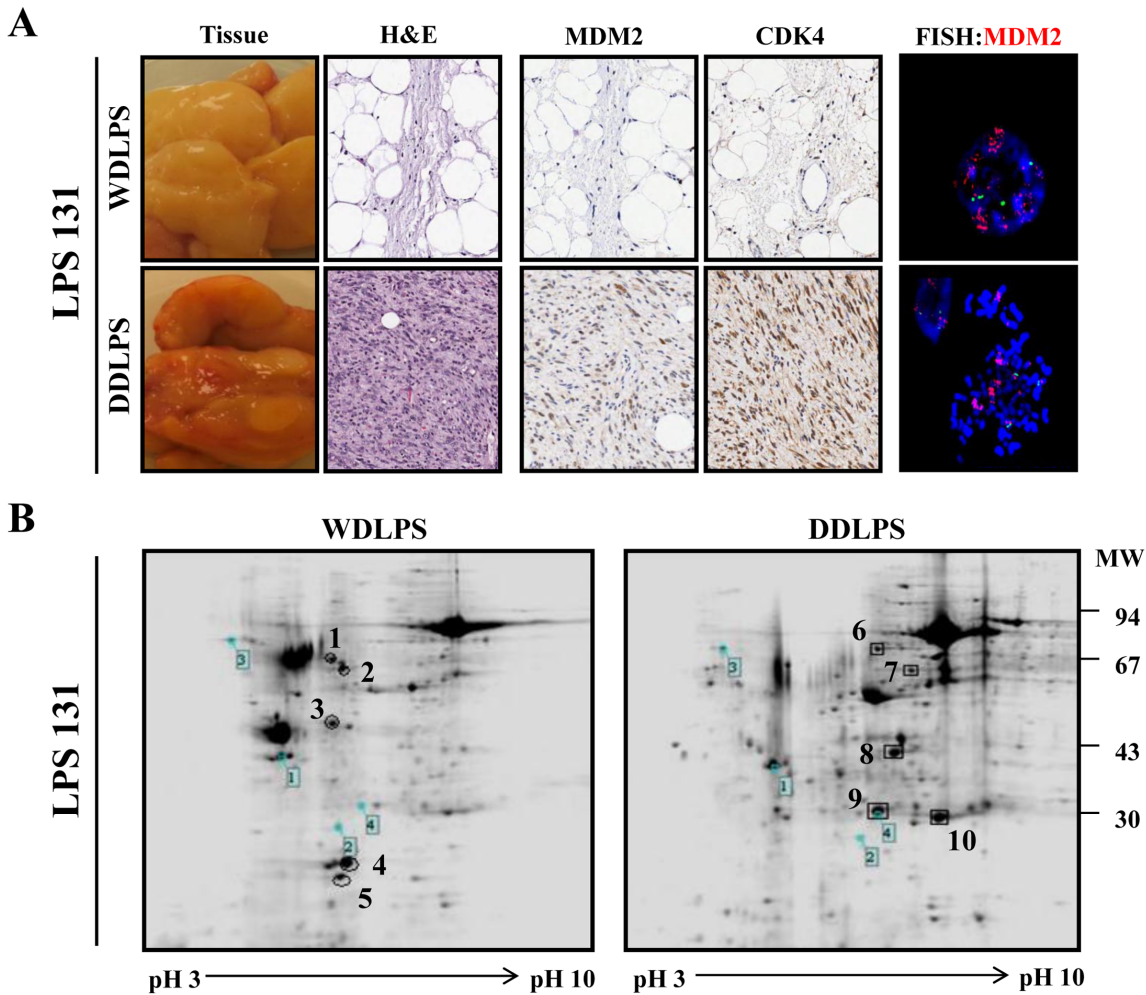 A
Tissue H&E MDM2 CDK4 FISH:MDM2
LPS 131
WDLPS
DDLPS
B
WDLPS DDLPS
LPS 131
MW
94
67
43
30
1
2
3
4
5
3
1
4
2
6
7
8
9
10
3
1
4
2
pH 3 pH 10 pH 3 pH 10